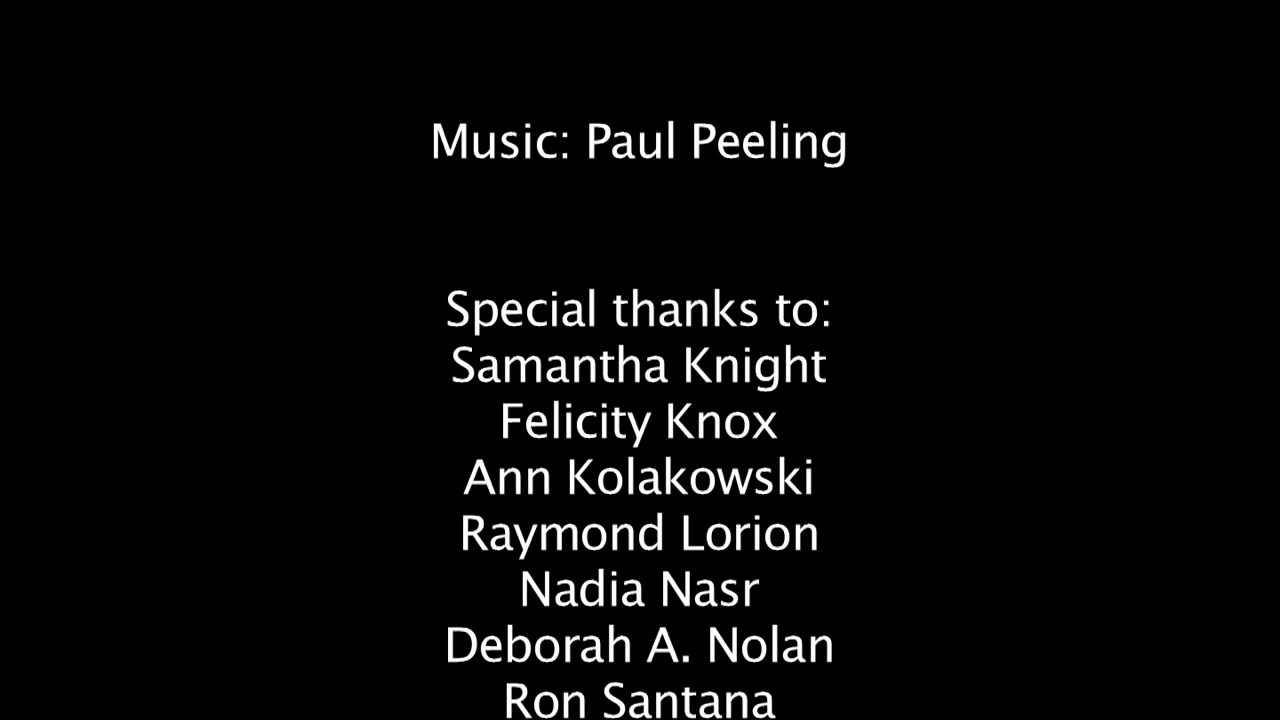 Music: Paul Peeling
Special thanks to:
Samantha Knight
Felicity Knox
Ann Kolakowski
Raymond Lorion
Nadia Nasr
Deborah A. Nolan
Ron Santana